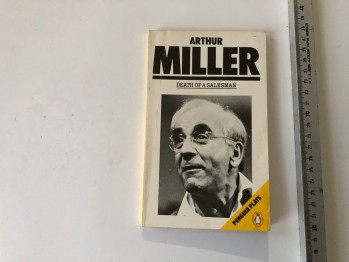 ARTHUR
MILLER
DEATH OF A SALESMAN
PENGUIN PLAYS